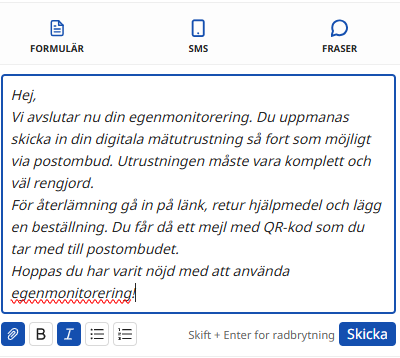 FORMULÄR SMS FRASER
Hej,
Vi avslutar nu din egenmonitorering. Du uppmanas
skicka in din digitala mätutrustning så fort som möjligt
via postombud. Utrustningen måste vara komplett och
väl rengjord.
För återlämning gå in på länk, retur hjälpmedel och lägg
en beställning. Du får då ett mejl med QR-kod som du
tar med till postombudet.
Hoppas du har varit nöjd med att använda
egenmonitorering!
B I Skift + Enter för radbrytning Skicka